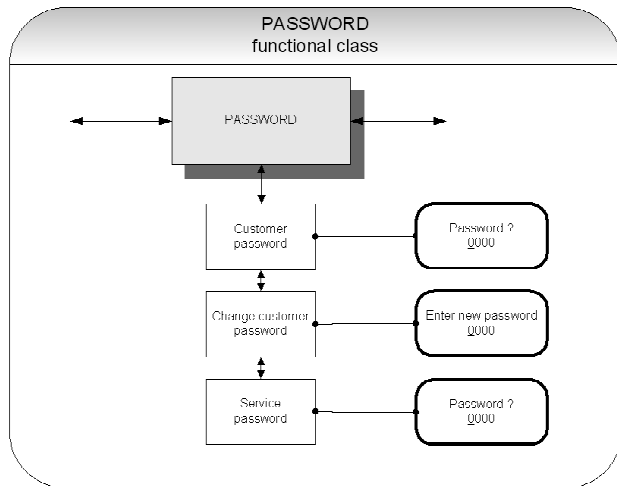 PASSWORD
functional class
PASSWORD
Customer
password
Password ?
0000
Change customer
password
Enter new password
0000
Service
password
Password ?
0000